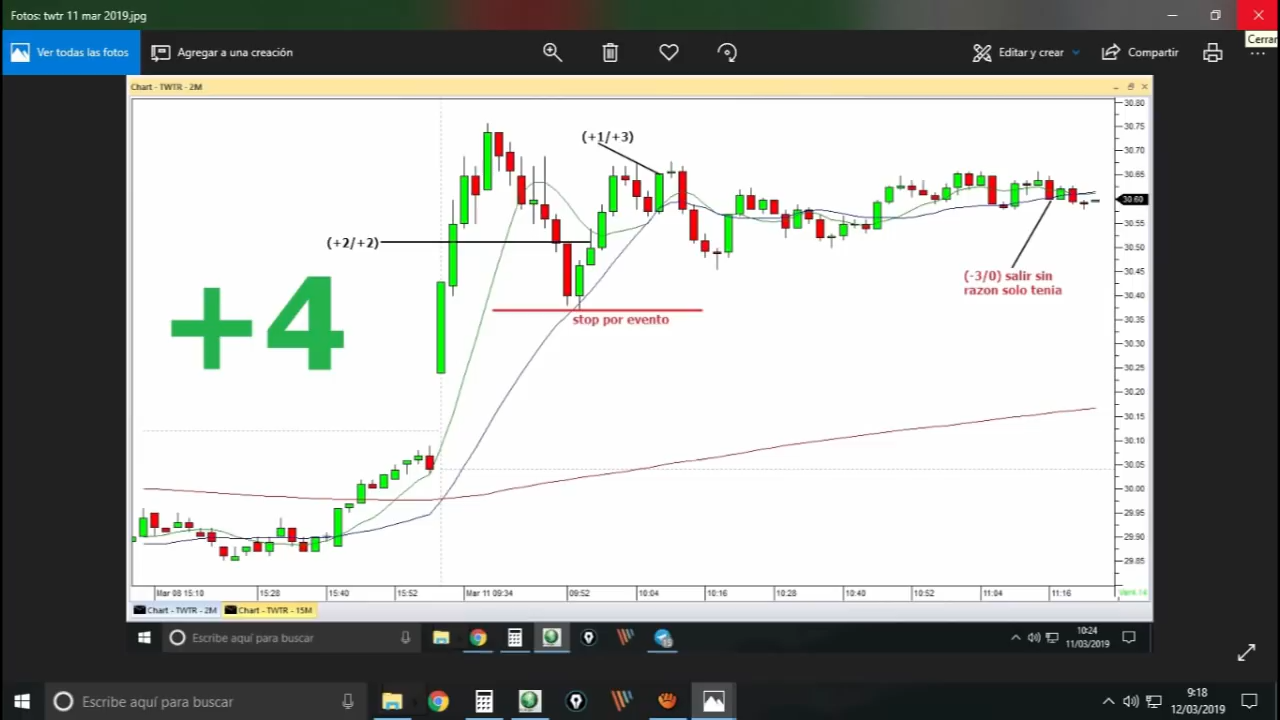 Fotos: twtr 11 mar 2019.jpg
Cerrar
Ver todas las fotos
Agregar a una creación
Editar y crear
Compartir
Chart - TWTR - 2M
30.80
30.75
30.70
30.65
30.60
30.55
30.50
30.45
30.40
30.35
30.30
30.25
30.20
30.15
30.10
30.05
30.00
29.95
29.90
29.85
(+1/+3)
(+2/+2)
+4
stop por evento
(-3/0) salir sin
razon solo tenia
Mar 08 15:10
15:28
15:40
15:52
Mar 11 09:34
09:52
10:04
10:16
10:28
10:40
10:52
11:04
11:16
Chart - TWTR - 2M
Chart - TWTR - 15M
Escribe aquí para buscar
10:24
11/03/2019
Escribe aquí para buscar
9:18
12/03/2019